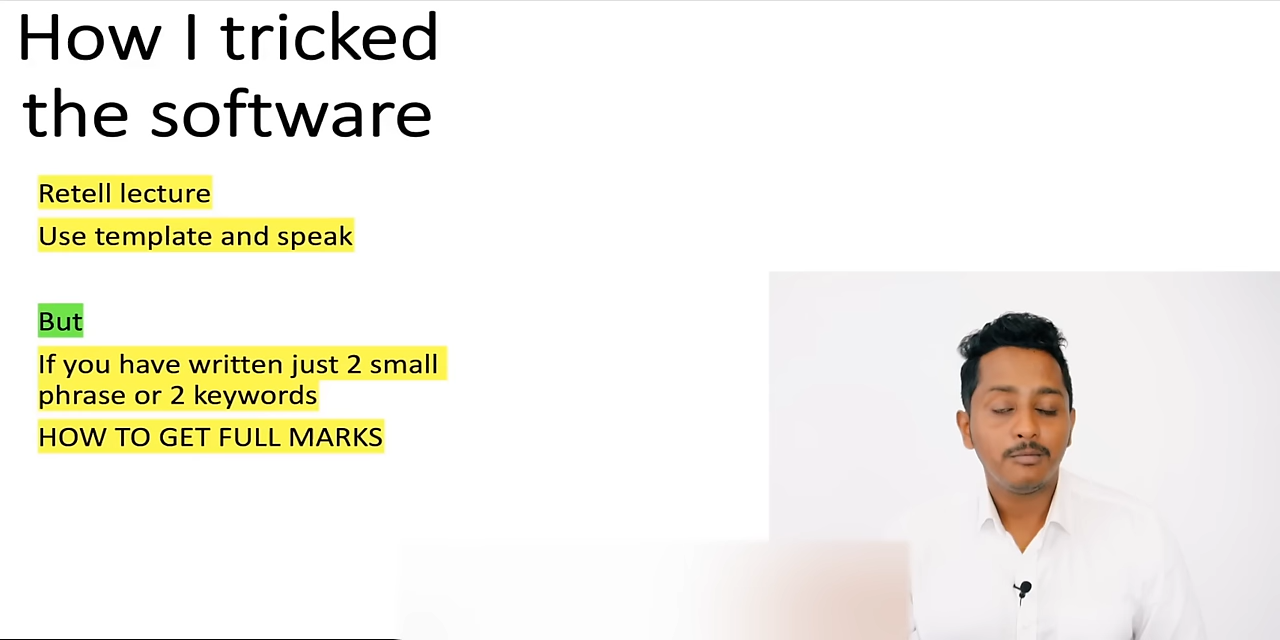 How I tricked
the software
Retell lecture
Use template and speak
But
If you have written just 2 small
phrase or 2 keywords
HOW TO GET FULL MARKS